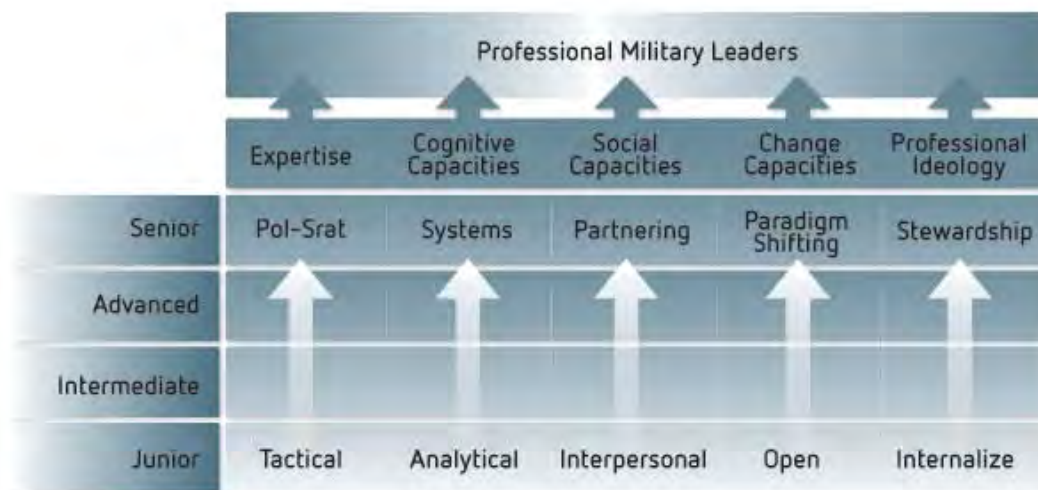 Professional Military Leaders
Expertise
Cognitive
Capacities
Social
Capacities
Change
Capacities
Professional
Ideology
Senior
Pol-Srat
Systems
Partnering
Paradigm
Shifting
Stewardship
Advanced
Intermediate
Junior
Tactical
Analytical
Interpersonal
Open
Internalize